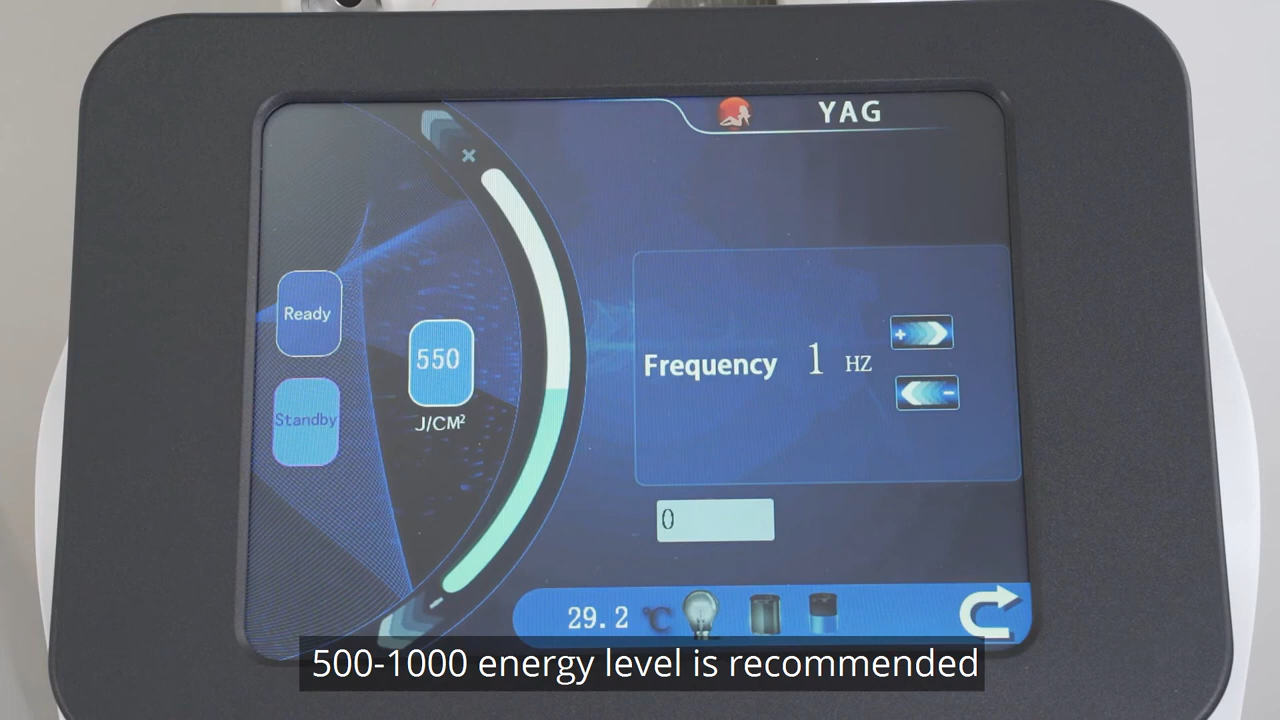 YAG
Ready
550
J/CM²
Standby
Frequency 1 HZ
0
29.2 °C
500-1000 energy level is recommended